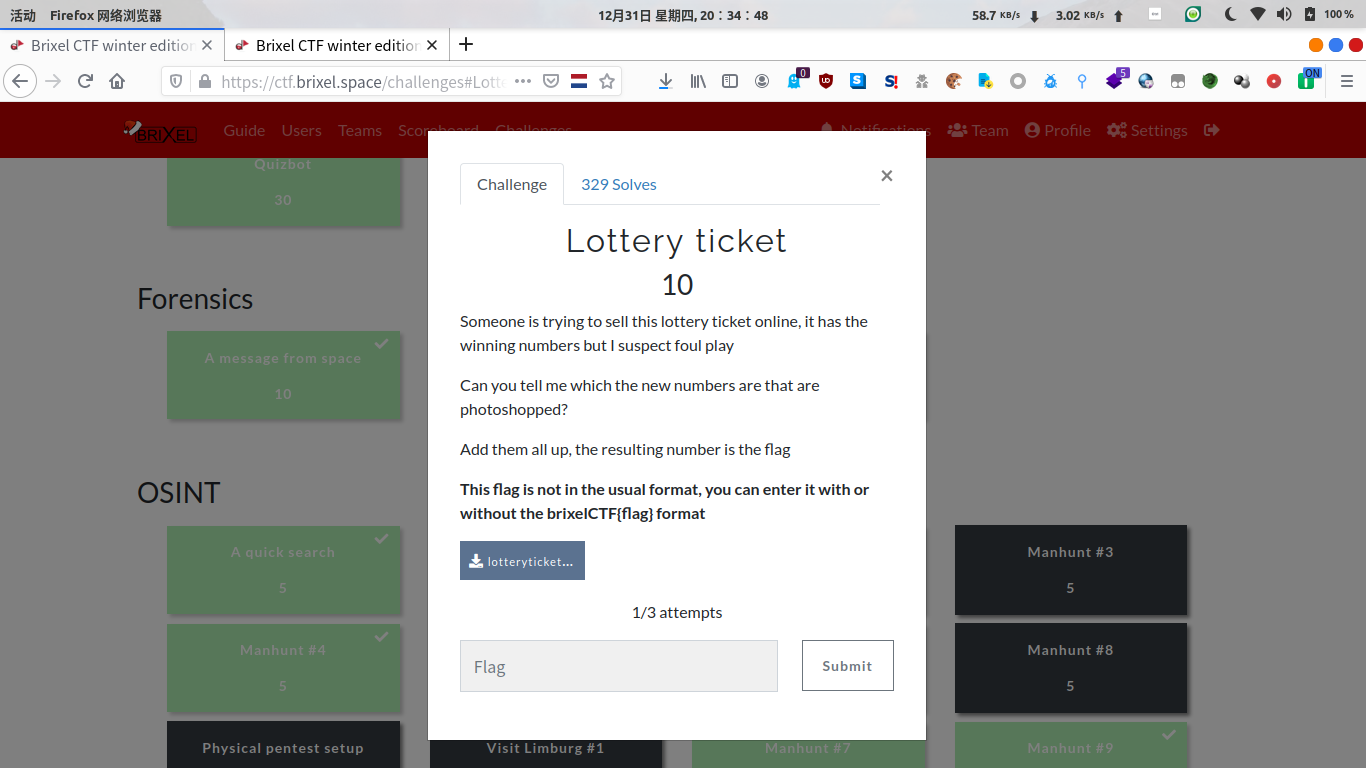 活动 Firefox 网络浏览器 12月31日 星期四, 20：34：48 58.7 KB/s 3.02 KB/s 100 %
Brixel CTF winter edition Brixel CTF winter edition
https://ctf.brixel.space/challenges#Lott 0 5 ON
BRIXEL Guide Users Teams Scoreboard Challenges Notifications Team Profile Settings
Quizbot
30
Forensics
A message from space
10
OSINT
A quick search
5
Manhunt #4
5
Physical pentest setup
Visit Limburg #1
Manhunt #7
Manhunt #3
5
Manhunt #8
5
Manhunt #9
Challenge 329 Solves ×
Lottery ticket
10
Someone is trying to sell this lottery ticket online, it has the
winning numbers but I suspect foul play
Can you tell me which the new numbers are that are
photoshopped?
Add them all up, the resulting number is the flag
This flag is not in the usual format, you can enter it with or
without the brixelCTF{flag} format
lotteryticket...
1/3 attempts
Flag Submit